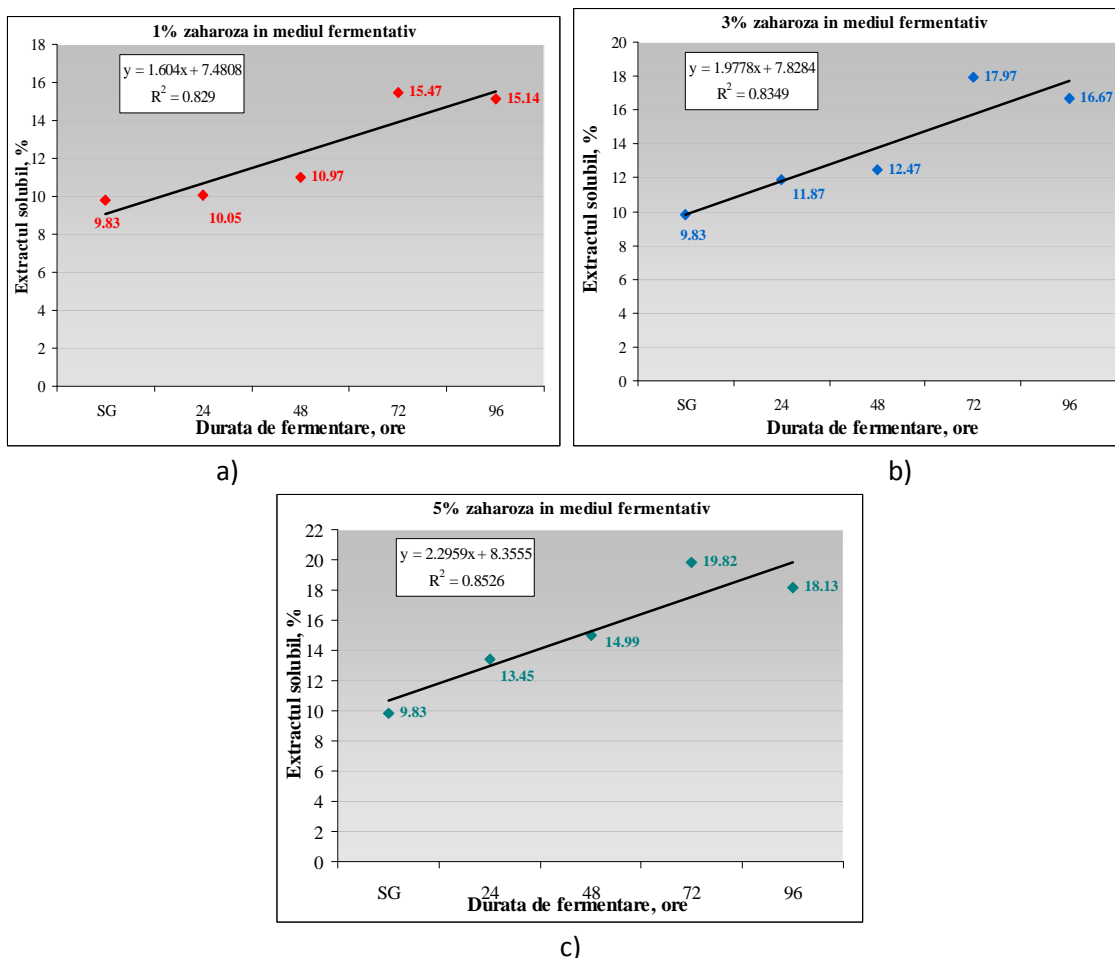 1% zaharoza in mediul fermentativ
y = 1.604x + 7.4808
R² = 0.829
Extractul solubil, %
18
16
14
12
10
8
6
4
2
0
9.83
10.05
10.97
15.47
15.14
SG 24 48 72 96
Durata de fermentare, ore
a)
3% zaharoza in mediul fermentativ
y = 1.9778x + 7.8284
R² = 0.8349
Extractul solubil, %
20
18
16
14
12
10
8
6
4
2
0
9.83
11.87
12.47
17.97
16.67
SG 24 48 72 96
Durata de fermentare, ore
b)
5% zaharoza in mediul fermentativ
y = 2.2959x + 8.3555
R² = 0.8526
Extractul solubil, %
22
20
18
16
14
12
10
8
6
4
2
0
9.83
13.45
14.99
19.82
18.13
SG 24 48 72 96
Durata de fermentare, ore
c)